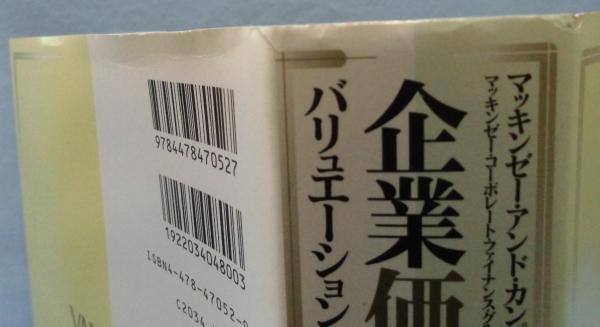 マッキンゼー・アンド・カン
マッキンゼー・コーポレート・ファイナンス・グ
企業価
バリュエーション
9784478470527
1922034048003
ISBN4-478-47052-
C2034